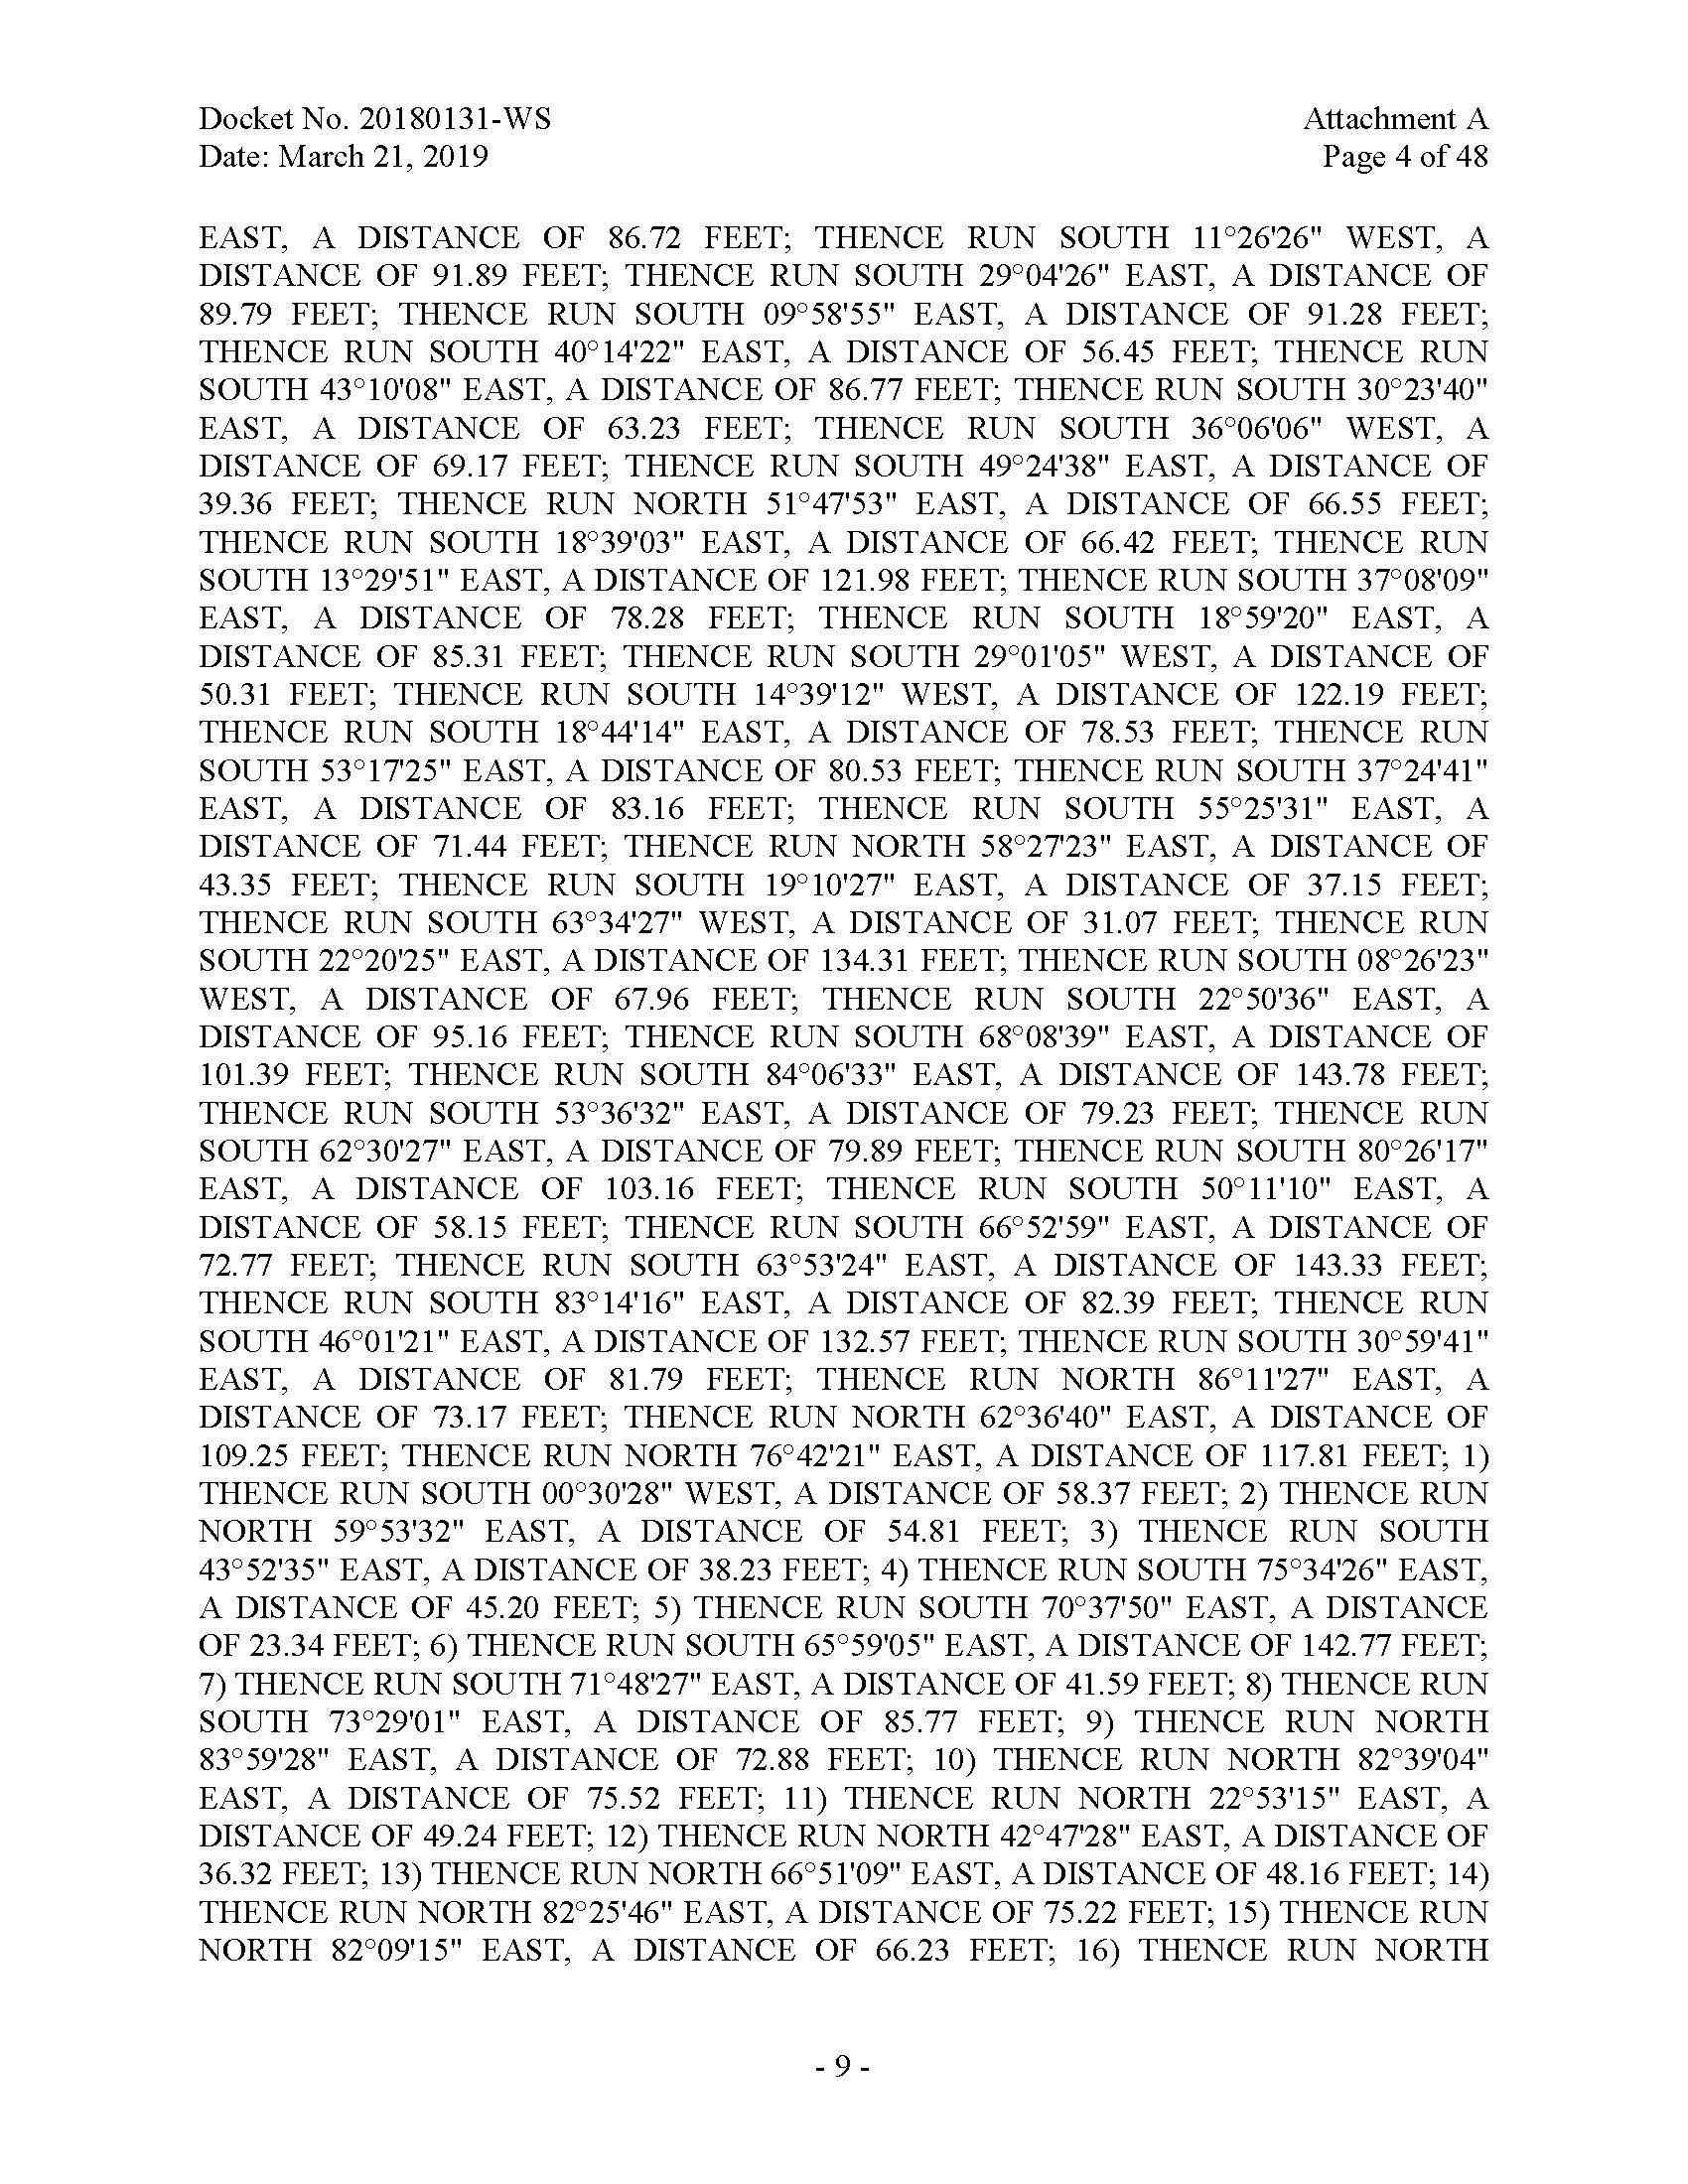 Docket No. 20180131-WS Attachment A
Date: March 21, 2019 Page 4 of 48
EAST, A DISTANCE OF 86.72 FEET; THENCE RUN SOUTH 11°26'26" WEST, A
DISTANCE OF 91.89 FEET; THENCE RUN SOUTH 29°04'26" EAST, A DISTANCE OF
89.79 FEET; THENCE RUN SOUTH 09°58'55" EAST, A DISTANCE OF 91.28 FEET;
THENCE RUN SOUTH 40°14'22" EAST, A DISTANCE OF 56.45 FEET; THENCE RUN
SOUTH 43°10'08" EAST, A DISTANCE OF 86.77 FEET; THENCE RUN SOUTH 30°23'40"
EAST, A DISTANCE OF 63.23 FEET; THENCE RUN SOUTH 36°06'06" WEST, A
DISTANCE OF 69.17 FEET; THENCE RUN SOUTH 49°24'38" EAST, A DISTANCE OF
39.36 FEET; THENCE RUN NORTH 51°47'53" EAST, A DISTANCE OF 66.55 FEET;
THENCE RUN SOUTH 18°39'03" EAST, A DISTANCE OF 66.42 FEET; THENCE RUN
SOUTH 13°29'51" EAST, A DISTANCE OF 121.98 FEET; THENCE RUN SOUTH 37°08'09"
EAST, A DISTANCE OF 78.28 FEET; THENCE RUN SOUTH 18°59'20" EAST, A
DISTANCE OF 85.31 FEET; THENCE RUN SOUTH 29°01'05" WEST, A DISTANCE OF
50.31 FEET; THENCE RUN SOUTH 14°39'12" WEST, A DISTANCE OF 122.19 FEET;
THENCE RUN SOUTH 18°44'14" EAST, A DISTANCE OF 78.53 FEET; THENCE RUN
SOUTH 53°17'25" EAST, A DISTANCE OF 80.53 FEET; THENCE RUN SOUTH 37°24'41"
EAST, A DISTANCE OF 83.16 FEET; THENCE RUN SOUTH 55°25'31" EAST, A
DISTANCE OF 71.44 FEET; THENCE RUN NORTH 58°27'23" EAST, A DISTANCE OF
43.35 FEET; THENCE RUN SOUTH 19°10'27" EAST, A DISTANCE OF 37.15 FEET;
THENCE RUN SOUTH 63°34'27" WEST, A DISTANCE OF 31.07 FEET; THENCE RUN
SOUTH 22°20'25" EAST, A DISTANCE OF 134.31 FEET; THENCE RUN SOUTH 08°26'23"
WEST, A DISTANCE OF 67.96 FEET; THENCE RUN SOUTH 22°50'36" EAST, A
DISTANCE OF 95.16 FEET; THENCE RUN SOUTH 68°08'39" EAST, A DISTANCE OF
101.39 FEET; THENCE RUN SOUTH 84°06'33" EAST, A DISTANCE OF 143.78 FEET;
THENCE RUN SOUTH 53°36'32" EAST, A DISTANCE OF 79.23 FEET; THENCE RUN
SOUTH 62°30'27" EAST, A DISTANCE OF 79.89 FEET; THENCE RUN SOUTH 80°26'17"
EAST, A DISTANCE OF 103.16 FEET; THENCE RUN SOUTH 50°11'10" EAST, A
DISTANCE OF 58.15 FEET; THENCE RUN SOUTH 66°52'59" EAST, A DISTANCE OF
72.77 FEET; THENCE RUN SOUTH 63°53'24" EAST, A DISTANCE OF 143.33 FEET;
THENCE RUN SOUTH 83°14'16" EAST, A DISTANCE OF 82.39 FEET; THENCE RUN
SOUTH 46°01'21" EAST, A DISTANCE OF 132.57 FEET; THENCE RUN SOUTH 30°59'41"
EAST, A DISTANCE OF 81.79 FEET; THENCE RUN NORTH 86°11'27" EAST, A
DISTANCE OF 73.17 FEET; THENCE RUN NORTH 62°36'40" EAST, A DISTANCE OF
109.25 FEET; THENCE RUN NORTH 76°42'21" EAST, A DISTANCE OF 117.81 FEET; 1)
THENCE RUN SOUTH 00°30'28" WEST, A DISTANCE OF 58.37 FEET; 2) THENCE RUN
NORTH 59°53'32" EAST, A DISTANCE OF 54.81 FEET; 3) THENCE RUN SOUTH
43°52'35" EAST, A DISTANCE OF 38.23 FEET; 4) THENCE RUN SOUTH 75°34'26" EAST,
A DISTANCE OF 45.20 FEET; 5) THENCE RUN SOUTH 70°37'50" EAST, A DISTANCE
OF 23.34 FEET; 6) THENCE RUN SOUTH 65°59'05" EAST, A DISTANCE OF 142.77 FEET;
7) THENCE RUN SOUTH 71°48'27" EAST, A DISTANCE OF 41.59 FEET; 8) THENCE RUN
SOUTH 73°29'01" EAST, A DISTANCE OF 85.77 FEET; 9) THENCE RUN NORTH
83°59'28" EAST, A DISTANCE OF 72.88 FEET; 10) THENCE RUN NORTH 82°39'04"
EAST, A DISTANCE OF 75.52 FEET; 11) THENCE RUN NORTH 22°53'15" EAST, A
DISTANCE OF 49.24 FEET; 12) THENCE RUN NORTH 42°47'28" EAST, A DISTANCE OF
36.32 FEET; 13) THENCE RUN NORTH 66°51'09" EAST, A DISTANCE OF 48.16 FEET; 14)
THENCE RUN NORTH 82°25'46" EAST, A DISTANCE OF 75.22 FEET; 15) THENCE RUN
NORTH 82°09'15" EAST, A DISTANCE OF 66.23 FEET; 16) THENCE RUN NORTH
- 9 -